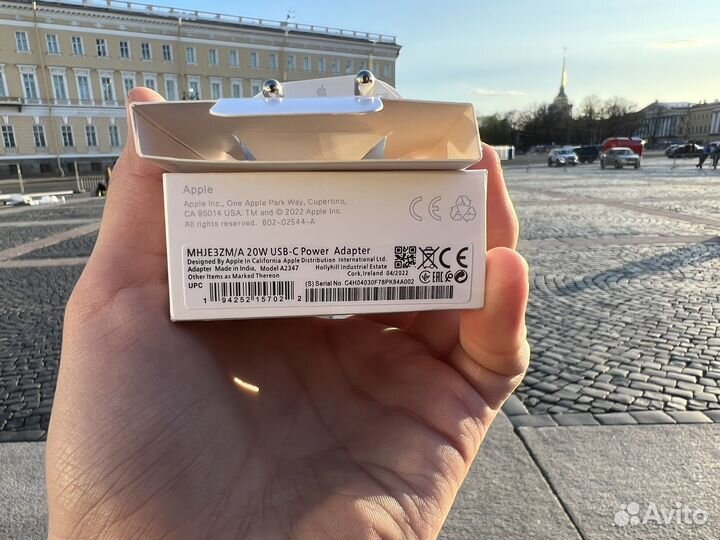 Apple
Apple Inc., One Apple Park Way, Cupertino,
CA 95014 USA. TM and © 2022 Apple Inc.
All rights reserved. 602-02544-A
MHJE3ZM/A 20W USB-C Power Adapter
Designed By Apple In California Apple Distribution International Ltd.
Adapter Made in India, Model A2347 Hollyhill Industrial Estate
Other Items as Marked Thereon Cork.Ireland 04/2022
UPC (S) Serial No. C4H04030F78PK64A002
1 94252 15702 2
Avito